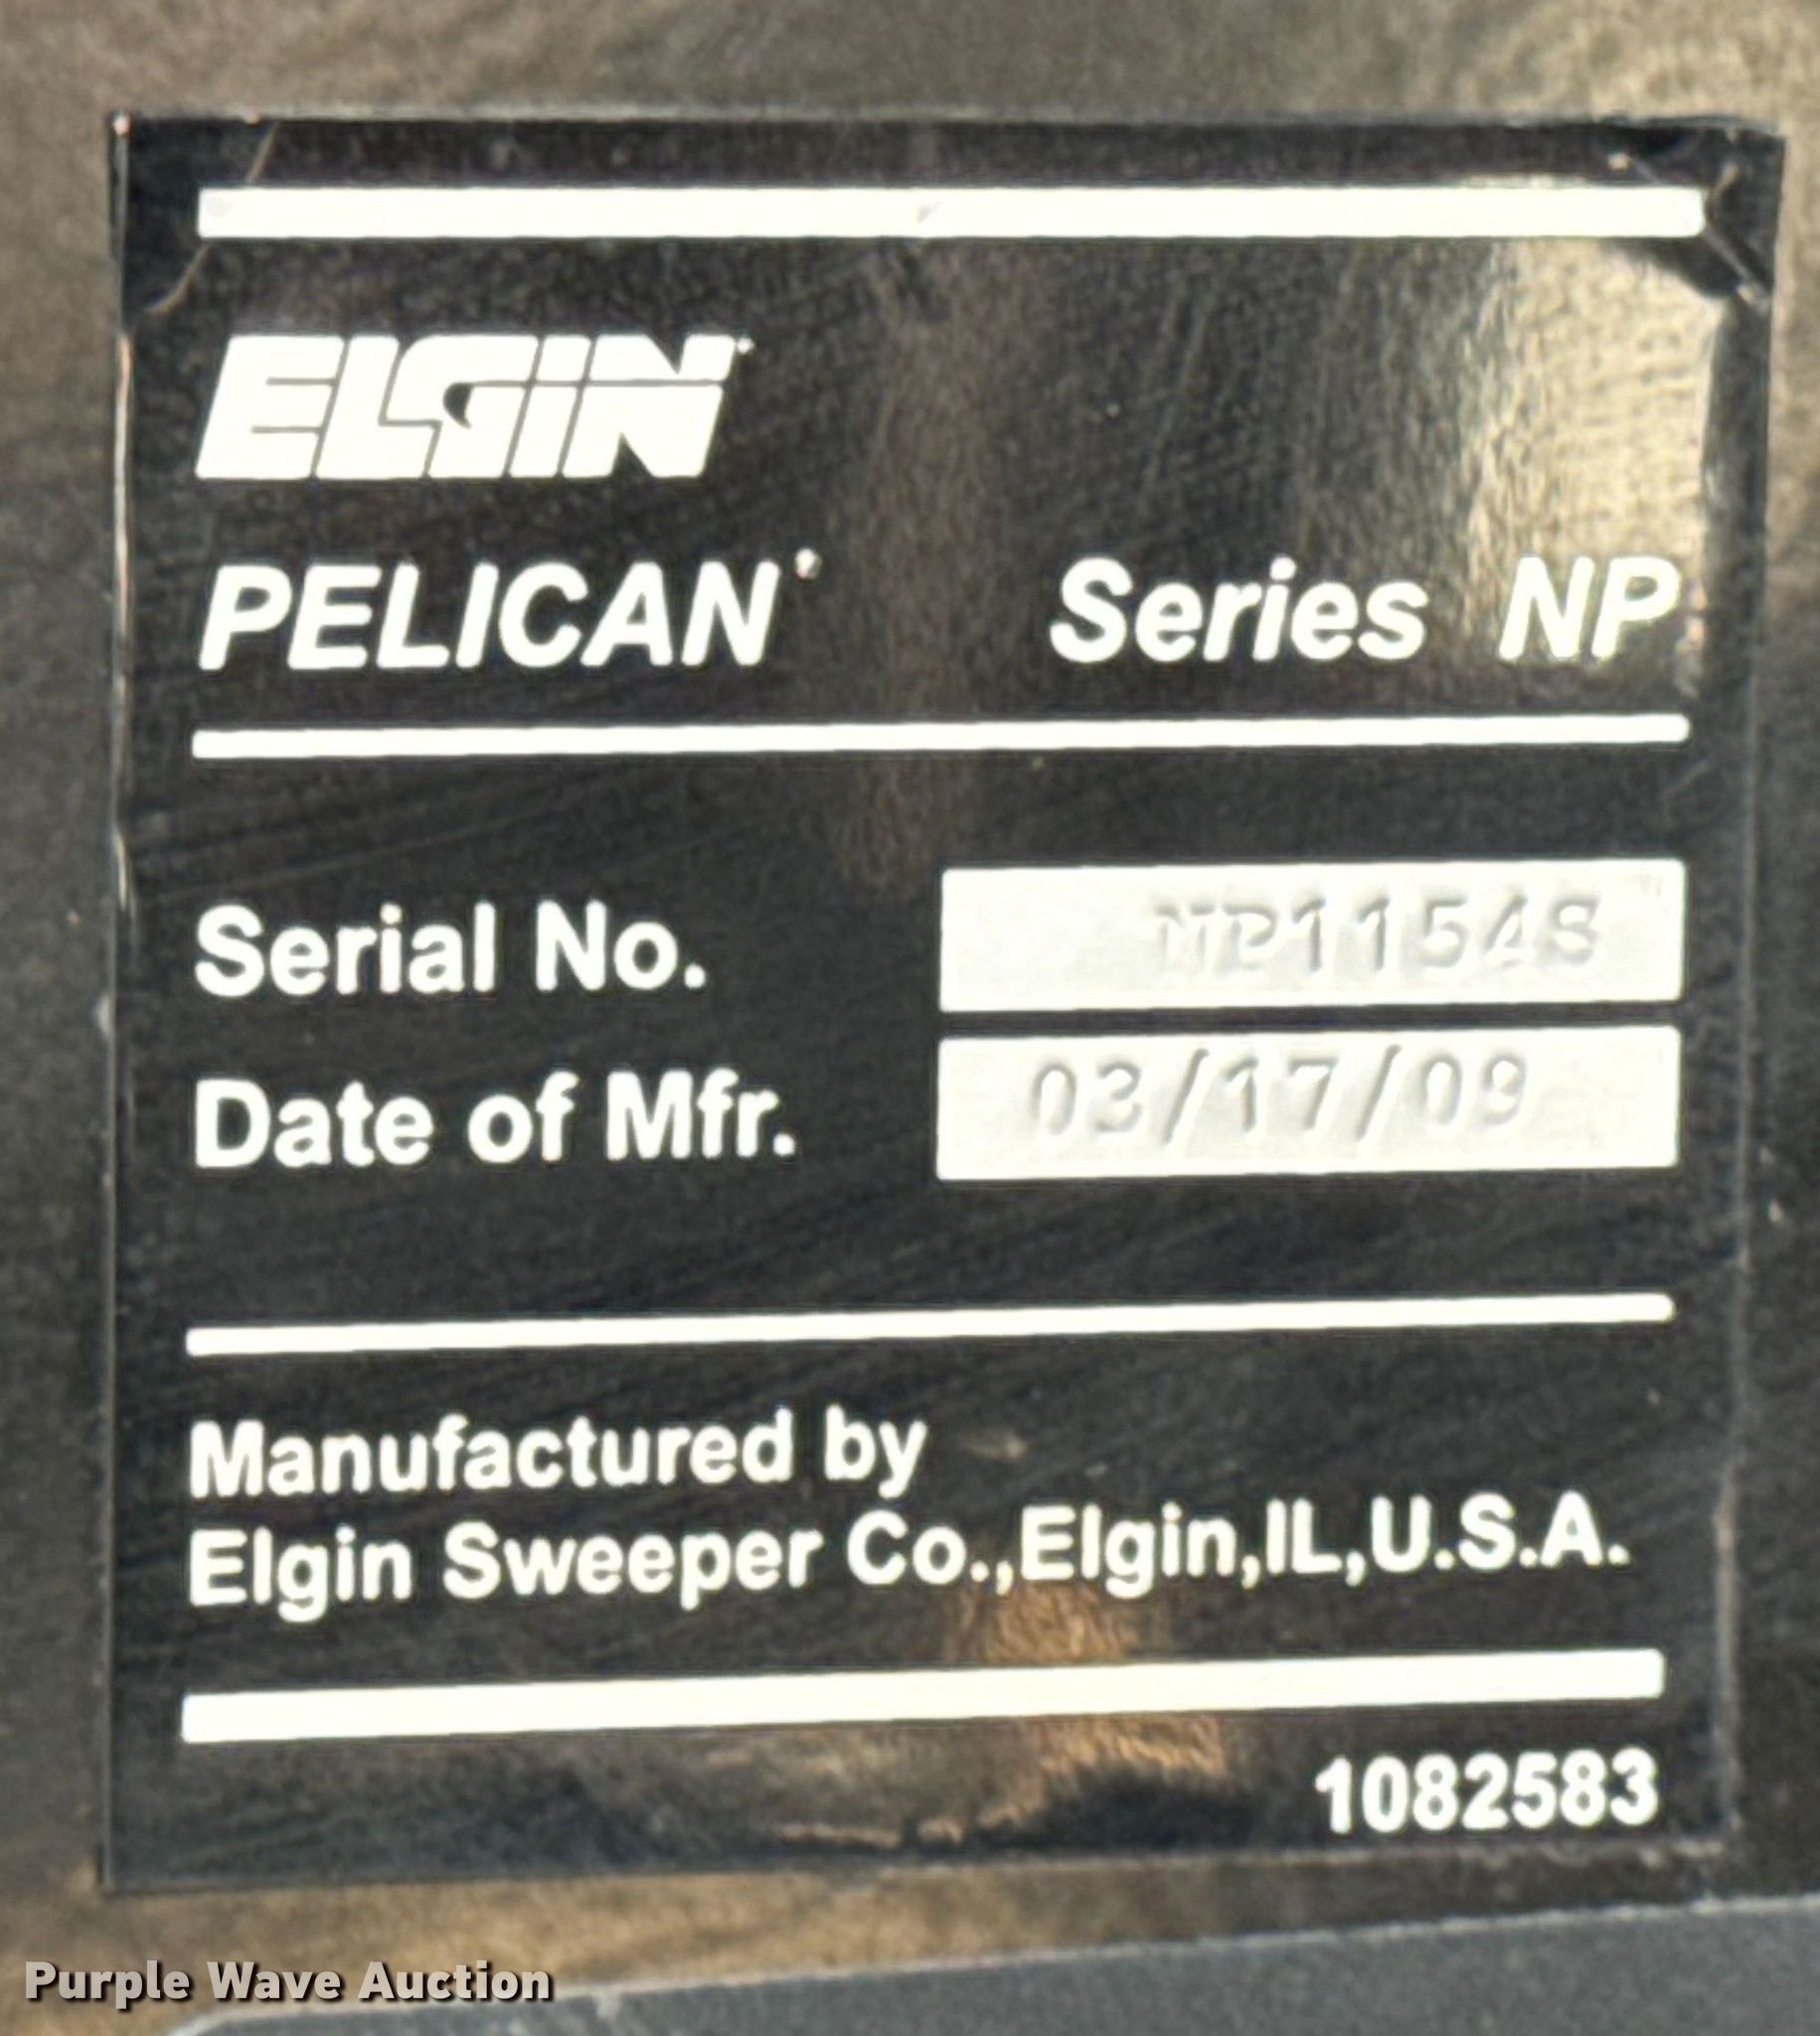 ELGIN
PELICAN Series NP
Serial No. NP1154S
Date of Mfr. 03/17/09
Manufactured by
Elgin Sweeper Co.,Elgin,IL,U.S.A.
1082583
Purple Wave Auction